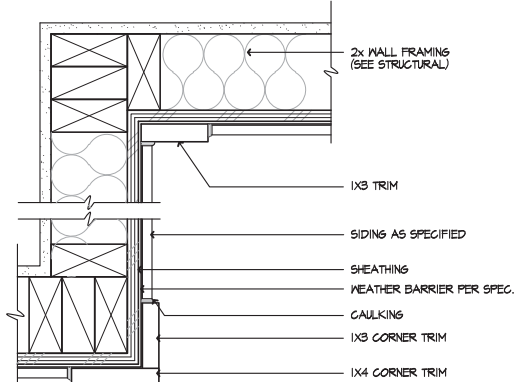 2x WALL FRAMING
(SEE STRUCTURAL)
1X3 TRIM
SIDING AS SPECIFIED
SHEATHING
WEATHER BARRIER PER SPEC.
CAULKING
1X3 CORNER TRIM
1X4 CORNER TRIM